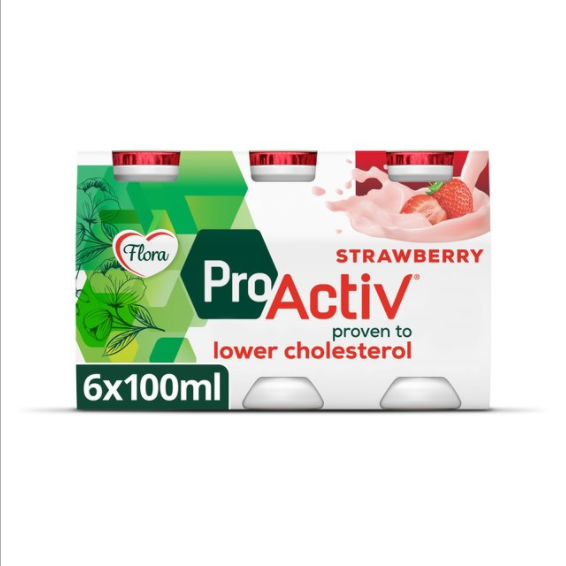 Flora
STRAWBERRY
ProActiv®
proven to
lower cholesterol
6x100ml